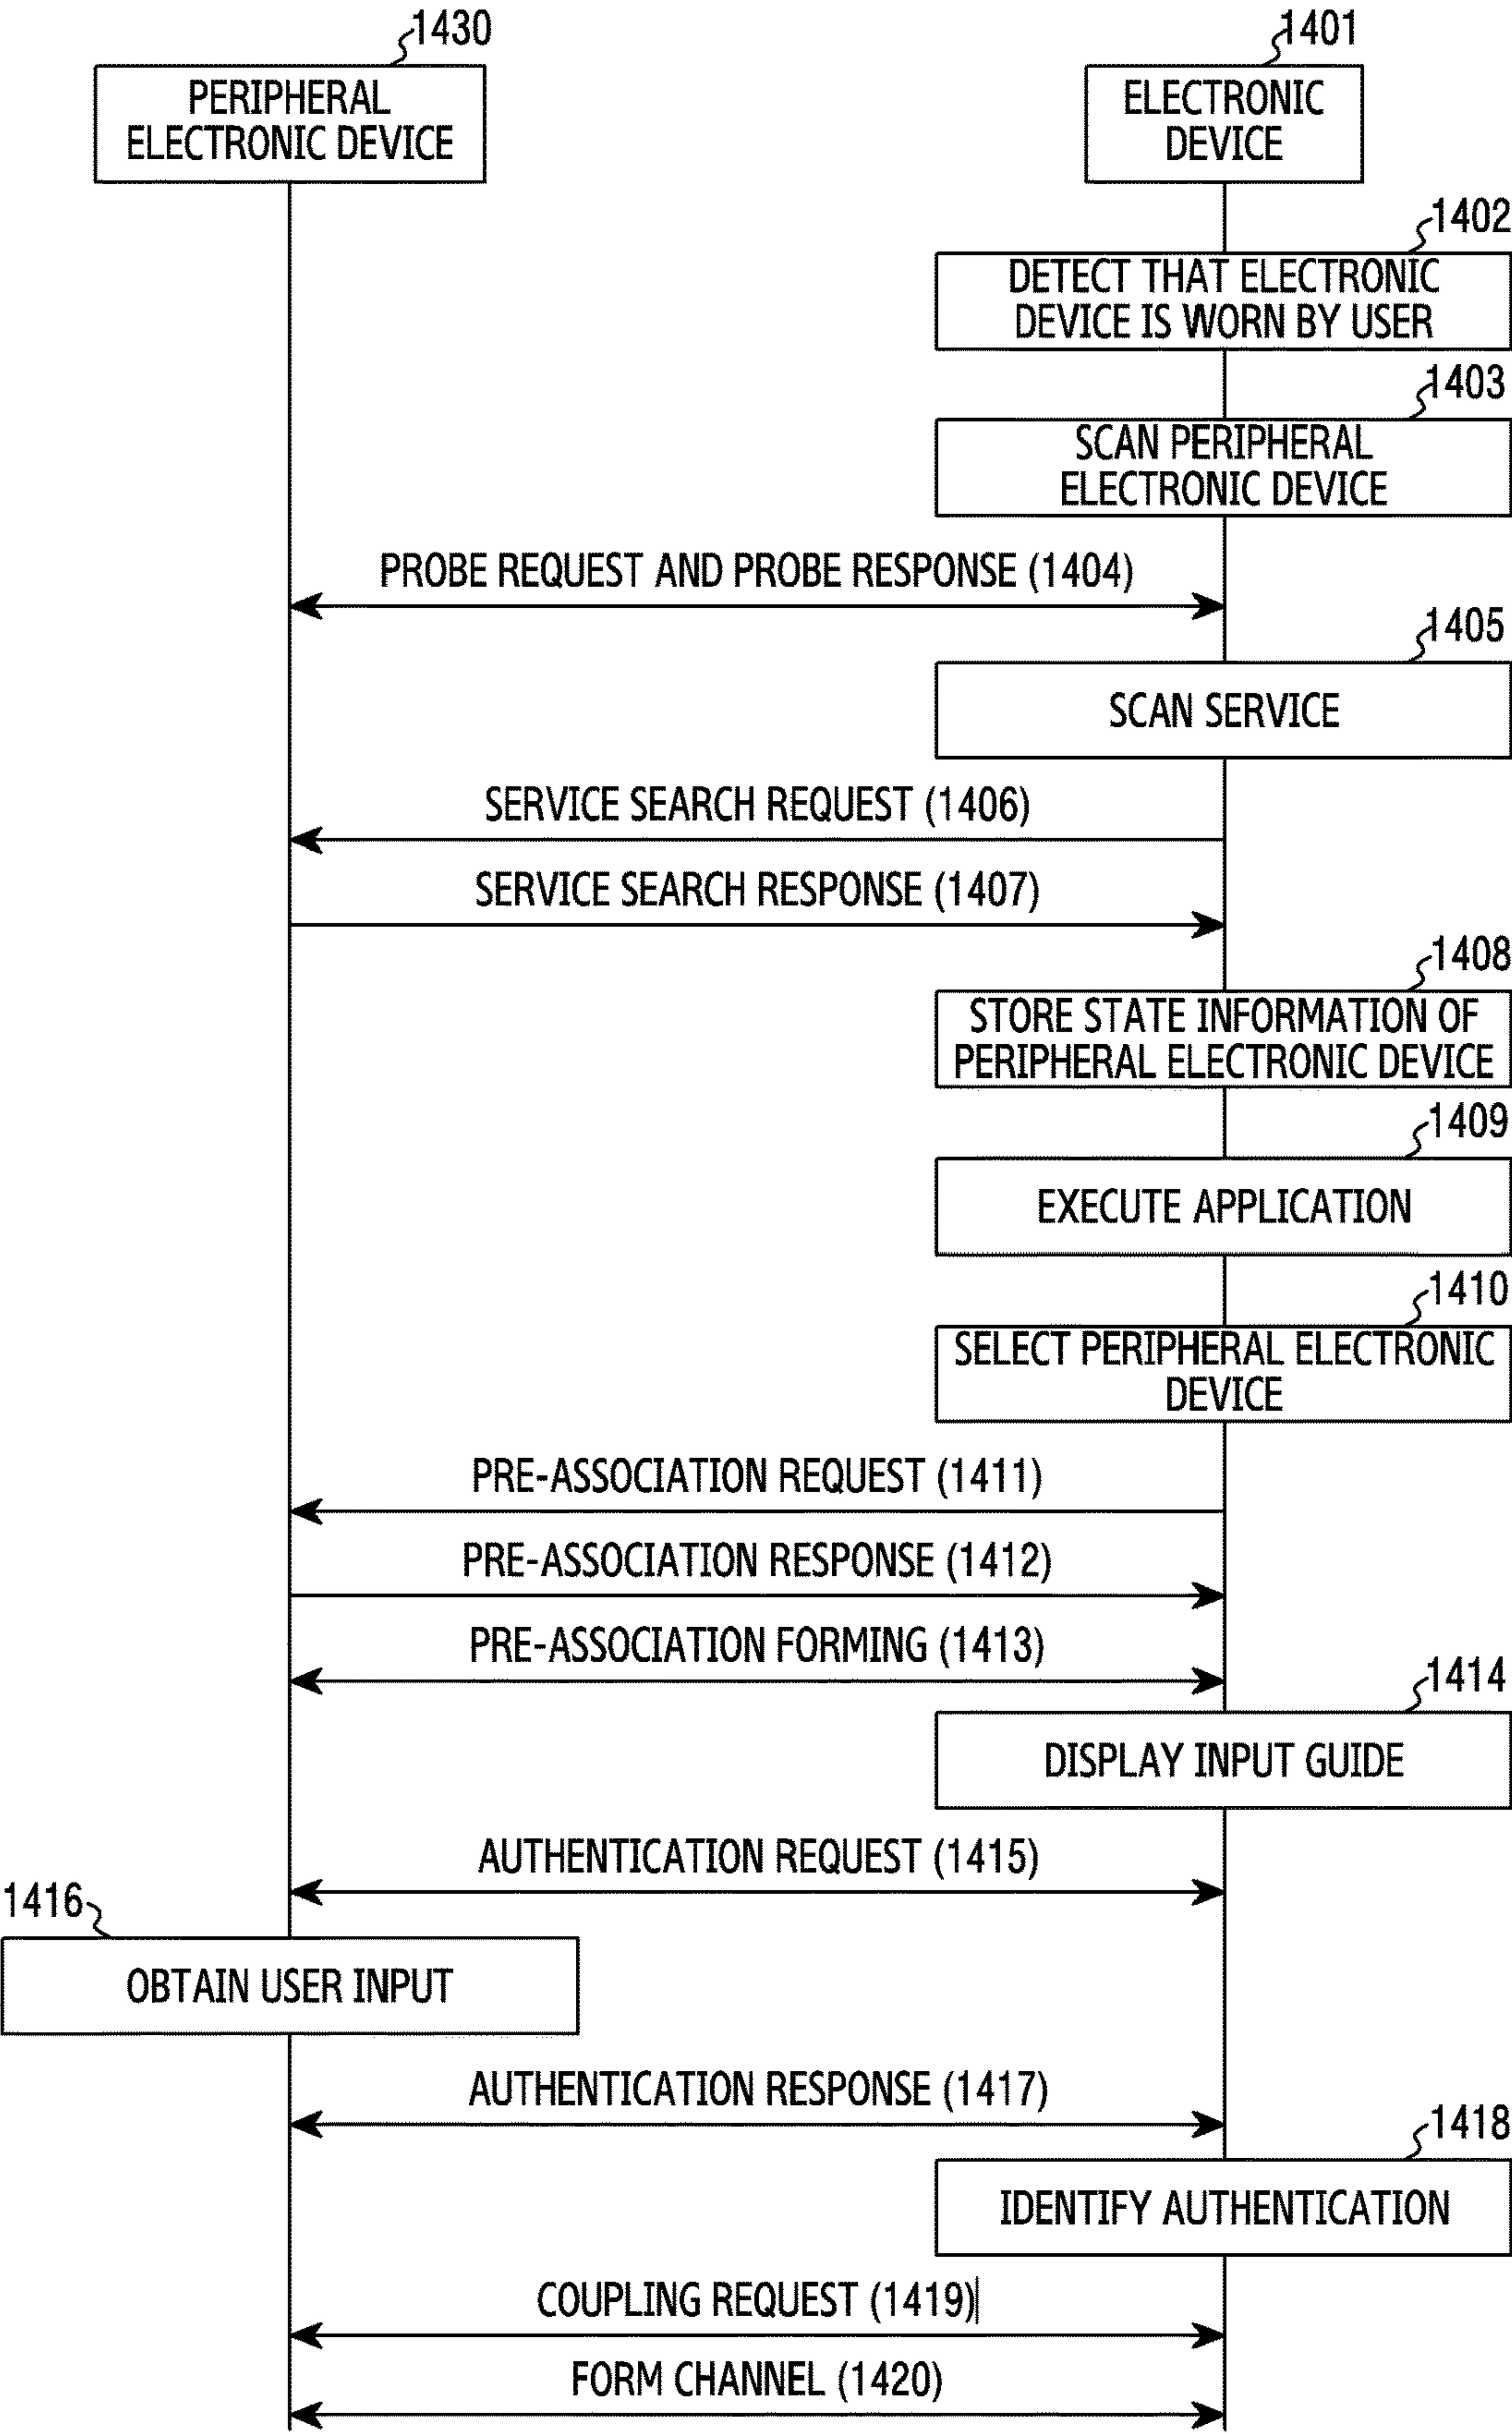 1430
1401
PERIPHERAL
ELECTRONIC DEVICE
ELECTRONIC
DEVICE
1402
DETECT THAT ELECTRONIC
DEVICE IS WORN BY USER
1403
SCAN PERIPHERAL
ELECTRONIC DEVICE
PROBE REQUEST AND PROBE RESPONSE (1404)
1405
SCAN SERVICE
SERVICE SEARCH REQUEST (1406)
SERVICE SEARCH RESPONSE (1407)
1408
STORE STATE INFORMATION OF
PERIPHERAL ELECTRONIC DEVICE
1409
EXECUTE APPLICATION
1410
SELECT PERIPHERAL ELECTRONIC
DEVICE
PRE-ASSOCIATION REQUEST (1411)
PRE-ASSOCIATION RESPONSE (1412)
PRE-ASSOCIATION FORMING (1413)
1414
DISPLAY INPUT GUIDE
AUTHENTICATION REQUEST (1415)
1416
OBTAIN USER INPUT
AUTHENTICATION RESPONSE (1417)
1418
IDENTIFY AUTHENTICATION
COUPLING REQUEST (1419)
FORM CHANNEL (1420)